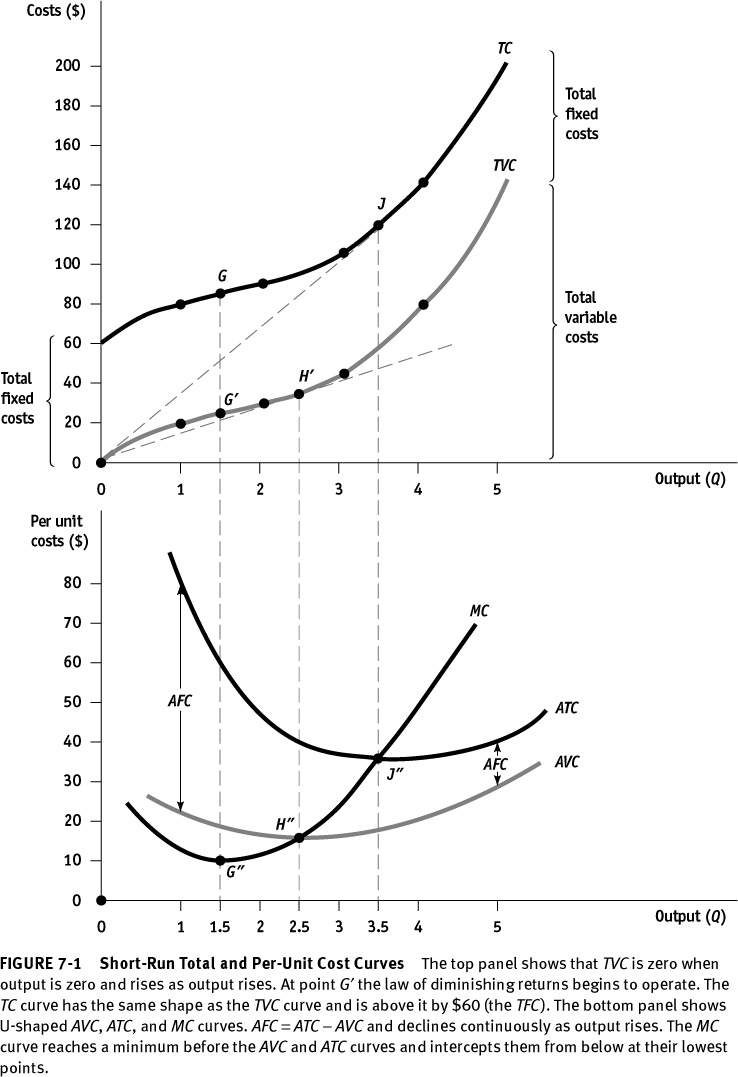 Costs ($)
200
180
160
140
120
100
80
60
40
20
0
TC
TVC
J
G
H′
G′
Total
fixed
costs
Total
variable
costs
Total
fixed
costs
0
1
2
3
4
5
Output (Q)
Per unit
costs ($)
80
70
60
50
40
30
20
10
0
MC
ATC
AVC
AFC
AFC
J″
H″
G″
0
1
1.5
2
2.5
3
3.5
4
5
Output (Q)
FIGURE 7-1 Short-Run Total and Per-Unit Cost Curves The top panel shows that TVC is zero when
output is zero and rises as output rises. At point G′ the law of diminishing returns begins to operate. The
TC curve has the same shape as the TVC curve and is above it by $60 (the TFC). The bottom panel shows
U-shaped AVC, ATC, and MC curves. AFC = ATC – AVC and declines continuously as output rises. The MC
curve reaches a minimum before the AVC and ATC curves and intercepts them from below at their lowest
points.